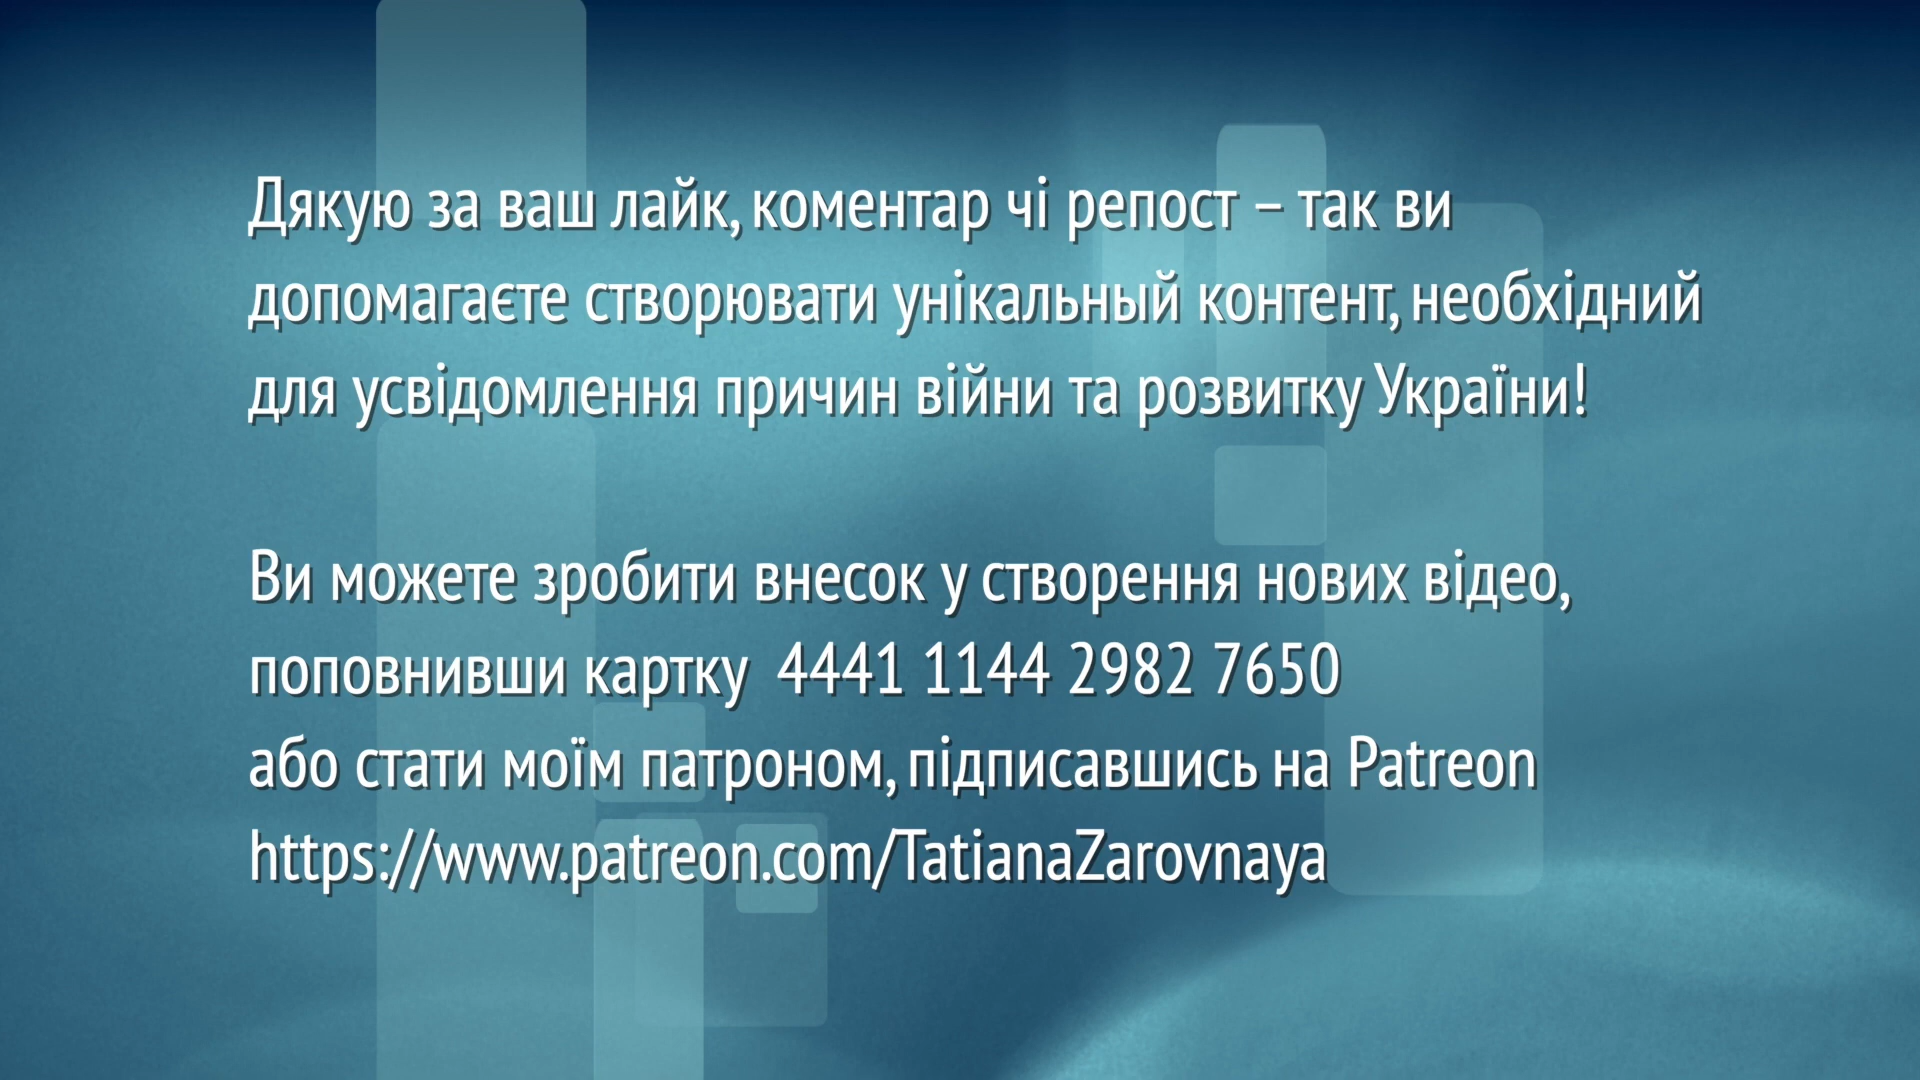 Дякую за ваш лайк, коментар чі репост – так ви
допомагаєте створювати унікальный контент, необхідний
для усвідомлення причин війни та розвитку України!
Ви можете зробити внесок у створення нових відео,
поповнивши картку 4441 1144 2982 7650
або стати моїм патроном, підписавшись на Patreon
https://www.patreon.com/TatianaZarovnaya